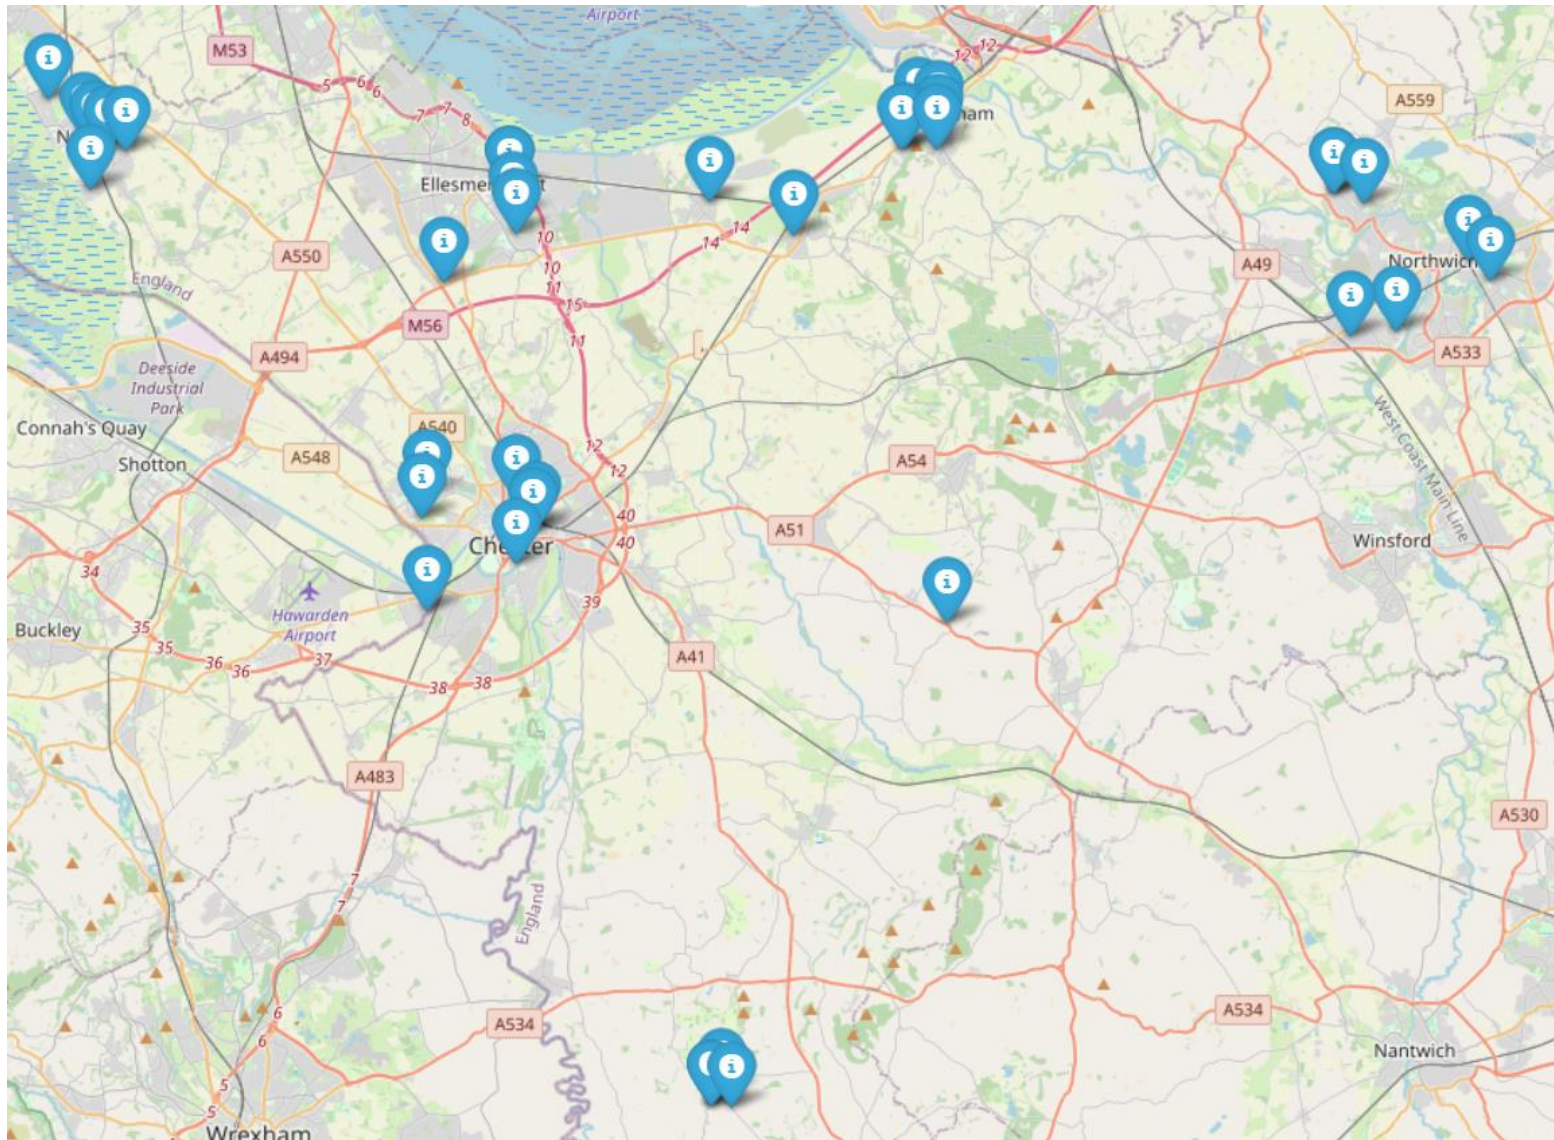 Airport
M53
12
12
5
6
6
7
7
8
A559
N
ham
Ellesme
t
A550
England
10
10
11
15
14
14
A49
Northwich
M56
11
A494
A533
Deeside
Industrial
Park
Connah's Quay
A540
A548
Shotton
12
12
A54
West Coast Main Line
A51
40
40
Winsford
34
Chester
Hawarden
Airport
39
Buckley
35
35
36
36
37
38
38
A41
A483
A530
7
7
England
6
6
A534
A534
Nantwich
5
5
Wrexham